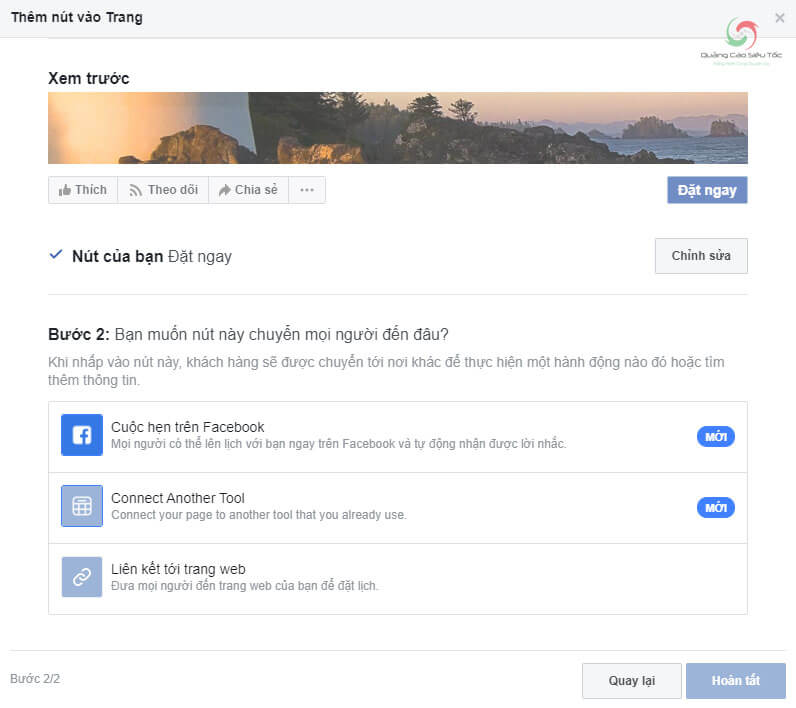 Thêm nút vào Trang
Quảng Cáo Siêu Tốc
Xem trước
Thích
Theo dõi
Chia sẻ
Đặt ngay
Nút của bạn Đặt ngay
Chỉnh sửa
Bước 2: Bạn muốn nút này chuyển mọi người đến đâu?
Khi nhấp vào nút này, khách hàng sẽ được chuyển tới nơi khác để thực hiện một hành động nào đó hoặc tìm
thêm thông tin.
Cuộc hẹn trên Facebook
Mọi người có thể lên lịch với bạn ngay trên Facebook và tự động nhận được lời nhắc.
MỚI
Connect Another Tool
Connect your page to another tool that you already use.
MỚI
Liên kết tới trang web
Đưa mọi người đến trang web của bạn để đặt lịch.
Bước 2/2
Quay lại
Hoàn tất